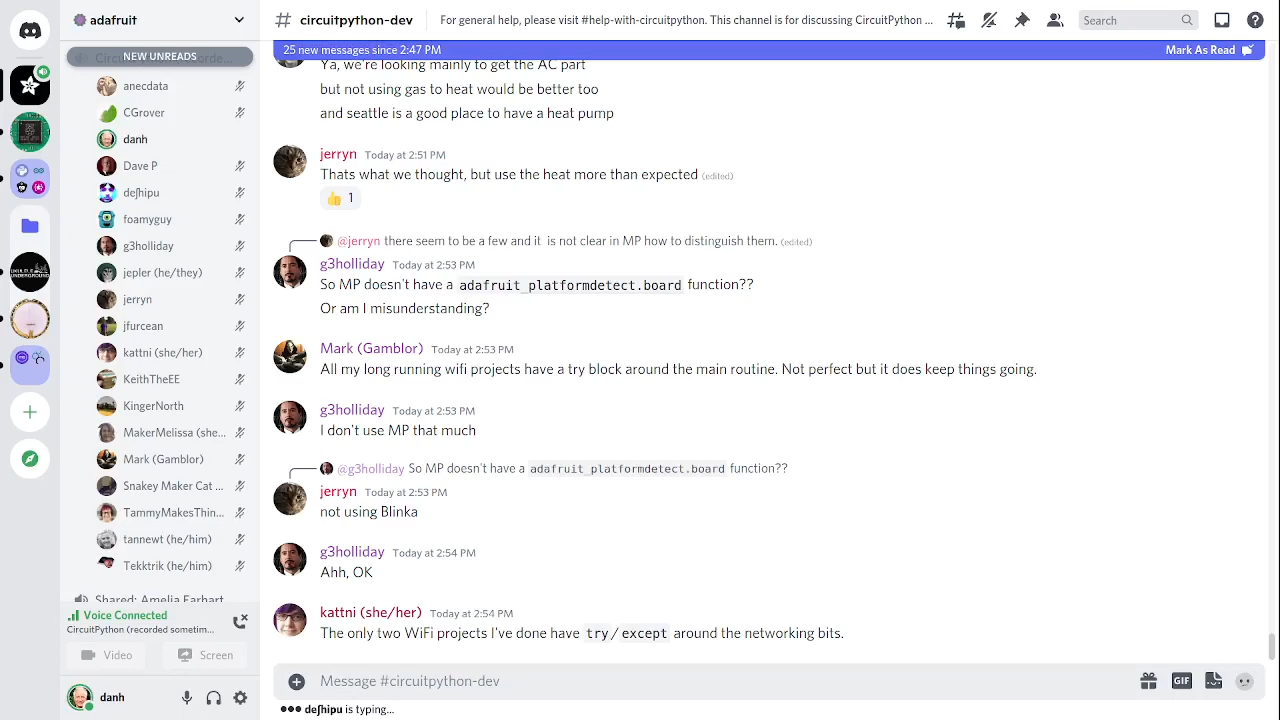 adafruit
NEW UNREADS
anecdata
CGrover
danh
Dave P
deʃhipu
foamyguy
g3holliday
jepler (he/they)
jerryn
jfurcean
kattni (she/her)
KeithTheEE
KingerNorth
MakerMelissa (she...
Mark (Gamblor)
Snakey Maker Cat ...
TammyMakesThin...
tannewt (he/him)
Tekktrik (he/him)
Shared: Amelia Earhart
Voice Connected
CircuitPython (recorded sometim...
Video
Screen
danh
# circuitpython-dev
For general help, please visit #help-with-circuitpython. This channel is for discussing CircuitPython ...
Search
25 new messages since 2:47 PM
Mark As Read
Ya, we're looking mainly to get the AC part
but not using gas to heat would be better too
and seattle is a good place to have a heat pump
jerryn Today at 2:51 PM
Thats what we thought, but use the heat more than expected (edited)
👍 1
@jerryn there seem to be a few and it is not clear in MP how to distinguish them. (edited)
g3holliday Today at 2:53 PM
So MP doesn't have a adafruit_platformdetect.board function??
Or am I misunderstanding?
Mark (Gamblor) Today at 2:53 PM
All my long running wifi projects have a try block around the main routine. Not perfect but it does keep things going.
g3holliday Today at 2:53 PM
I don't use MP that much
@g3holliday So MP doesn't have a adafruit_platformdetect.board function??
jerryn Today at 2:53 PM
not using Blinka
g3holliday Today at 2:54 PM
Ahh, OK
kattni (she/her) Today at 2:54 PM
The only two WiFi projects I've done have try/except around the networking bits.
Message #circuitpython-dev
GIF
deʃhipu is typing...